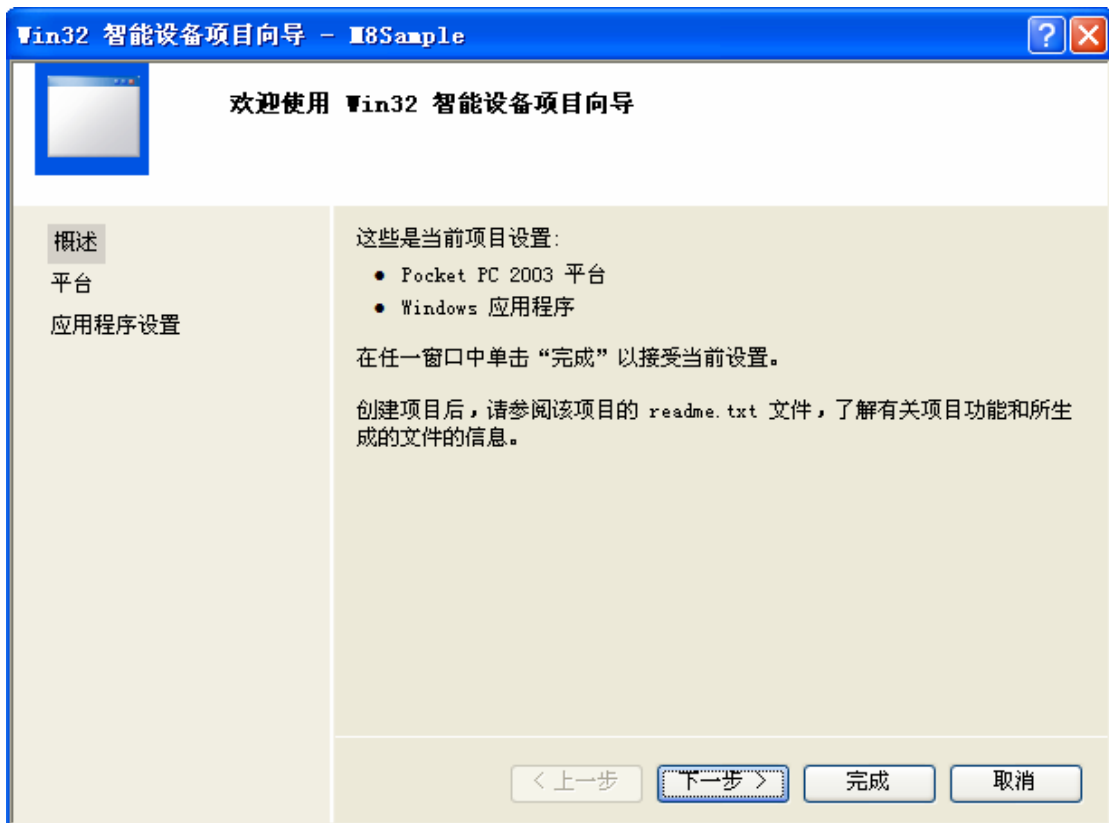 Win32 智能设备项目向导 - M8Sample
欢迎使用 Win32 智能设备项目向导
概述
平台
应用程序设置
这些是当前项目设置:
• Pocket PC 2003 平台
• Windows 应用程序
在任一窗口中单击“完成”以接受当前设置。
创建项目后，请参阅该项目的 readme.txt 文件，了解有关项目功能和所生
成的文件的信息。
< 上一步
下一步 >
完成
取消